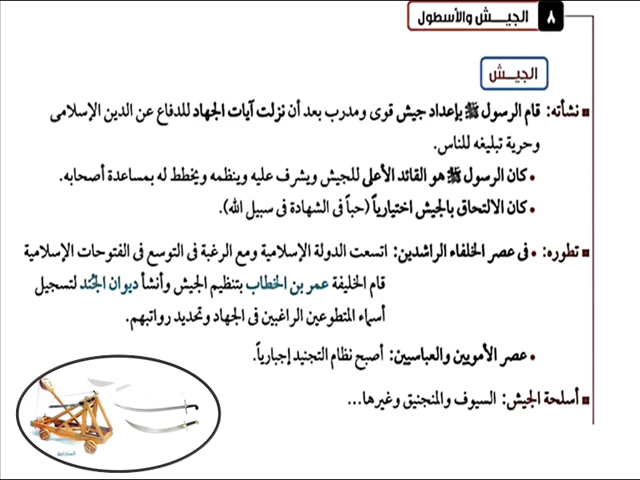 ٨ الجيـش والأسطول
الجيـش
نشأته: قام الرسول ﷺ بإعداد جيش قوى ومدرب بعد أن نزلت آيات الجهاد للدفاع عن الدين الإسلامى
وحرية تبليغه للناس.
• كان الرسول ﷺ هو القائد الأعلى للجيش ويشرف عليه وينظمه ويخطط له بمساعدة أصحابه.
• كان الالتحاق بالجيش اختيارياً (حباً فى الشهادة فى سبيل الله).
تطوره: • فى عصر الخلفاء الراشدين: اتسعت الدولة الإسلامية ومع الرغبة فى التوسع فى الفتوحات الإسلامية
قام الخليفة عمر بن الخطاب بتنظيم الجيش وأنشأ ديوان الجُند لتسجيل
أسماء المتطوعين الراغبين فى الجهاد وتحديد رواتبهم.
• عصر الأمويين والعباسيين: أصبح نظام التجنيد إجبارياً.
أسلحة الجيش: السيوف والمنجنيق وغيرها...
المنجنيق